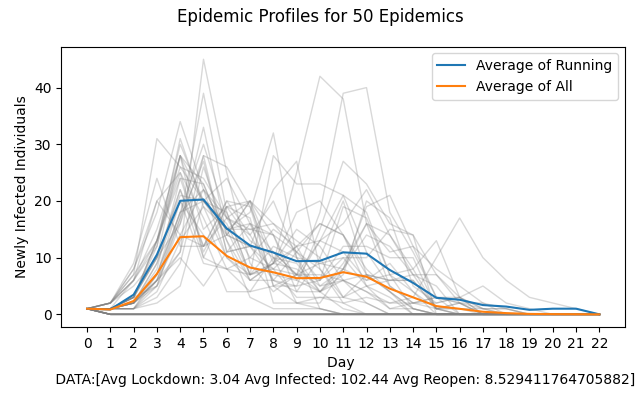 Epidemic Profiles for 50 Epidemics
Newly Infected Individuals
40
30
20
10
0
Average of Running
Average of All
0 1 2 3 4 5 6 7 8 9 10 11 12 13 14 15 16 17 18 19 20 21 22
Day
DATA:[Avg Lockdown: 3.04 Avg Infected: 102.44 Avg Reopen: 8.529411764705882]